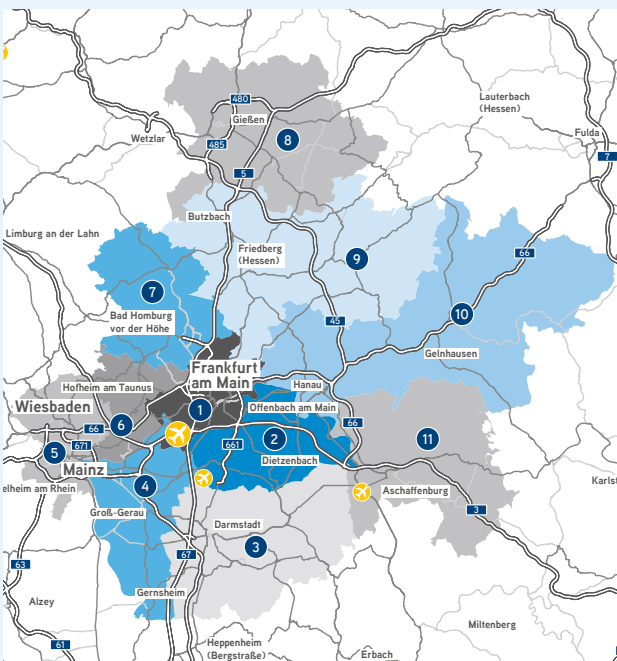 480
Gießen
Lauterbach
(Hessen)
Wetzlar
485
8
Fulda
7
5
Butzbach
Limburg an der Lahn
Friedberg
(Hessen)
9
66
7
10
Bad Homburg
vor der Höhe
45
Gelnhausen
Frankfurt
am Main
Hofheim am Taunus
Hanau
Wiesbaden
1
Offenbach am Main
6
66
66
2
11
671
661
5
Mainz
Dietzenbach
elheim am Rhein
4
Aschaffenburg
Karlst
Groß-Gerau
3
Darmstadt
3
67
63
Gernsheim
Alzey
Miltenberg
61
Heppenheim
(Bergstraße)
Erbach